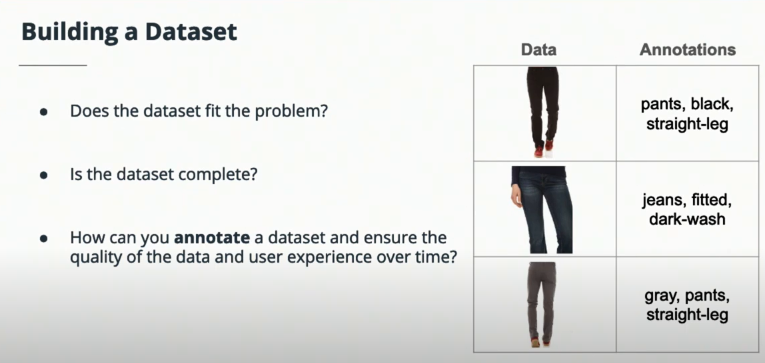 Building a Dataset
Does the dataset fit the problem?
Is the dataset complete?
How can you annotate a dataset and ensure the
quality of the data and user experience over time?
Data
Annotations
pants, black,
straight-leg
jeans, fitted,
dark-wash
gray, pants,
straight-leg